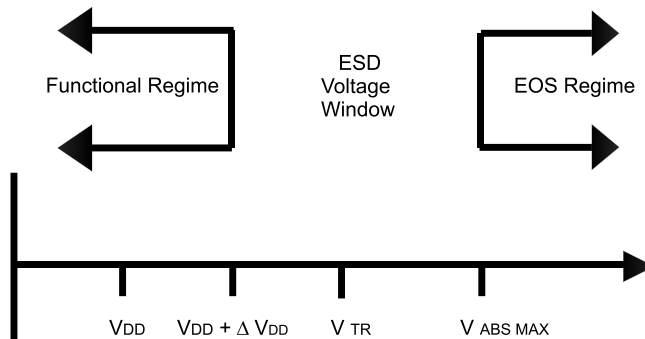 Functional Regime
ESD
Voltage
Window
EOS Regime
VDD
VDD + Δ VDD
V TR
V ABS MAX